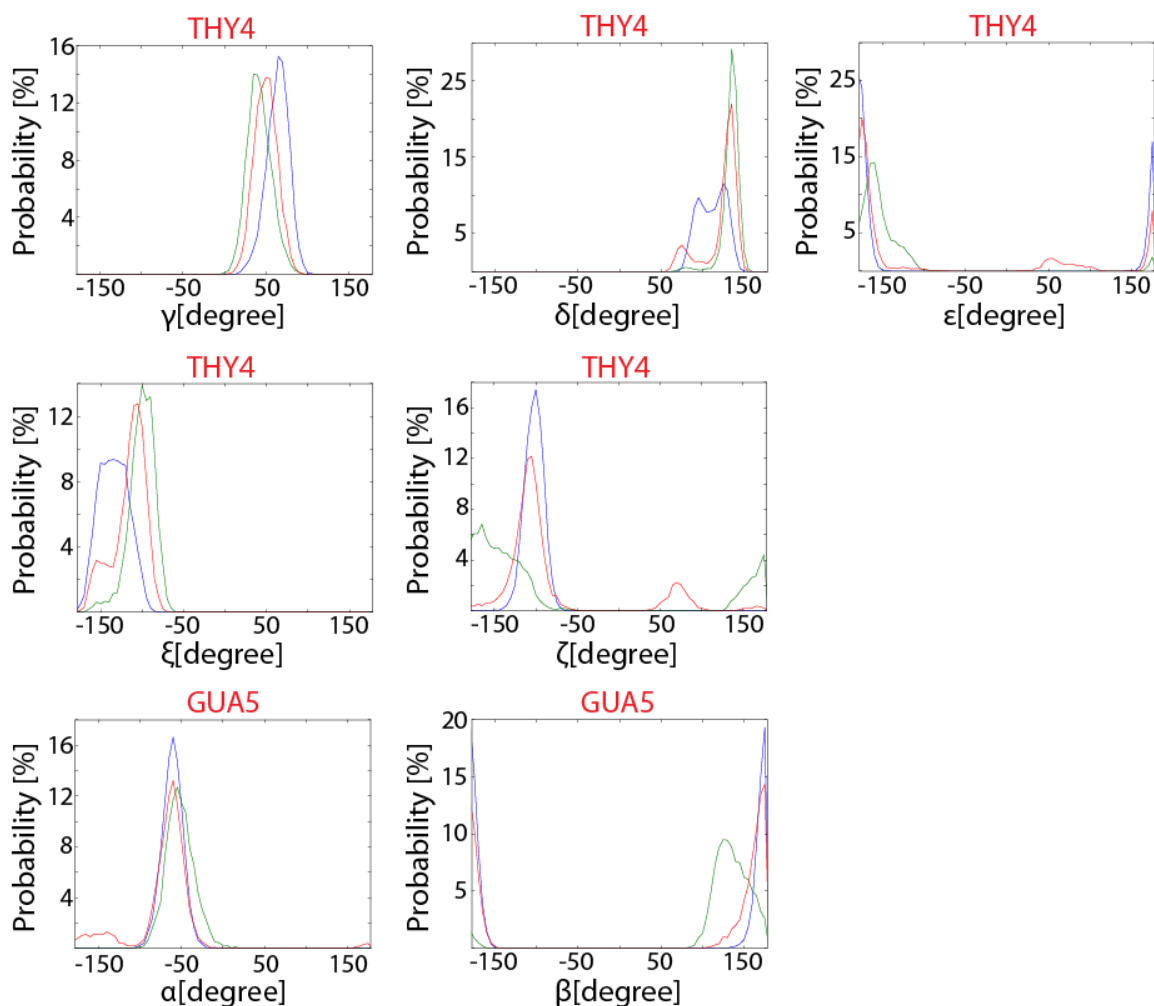 THY4
THY4
THY4
Probability [%]
16
12
8
4
-150 -50 50 150
γ[degree]
Probability [%]
25
20
15
10
5
-150 -50 50 150
δ[degree]
Probability [%]
25
15
5
-150 -50 50 150
ε[degree]
THY4
THY4
Probability [%]
12
8
4
-150 -50 50 150
ξ[degree]
Probability [%]
16
12
8
4
-150 -50 50 150
ζ[degree]
GUA5
GUA5
Probability [%]
16
12
8
4
-150 -50 50 150
α[degree]
Probability [%]
20
15
10
5
-150 -50 50 150
β[degree]